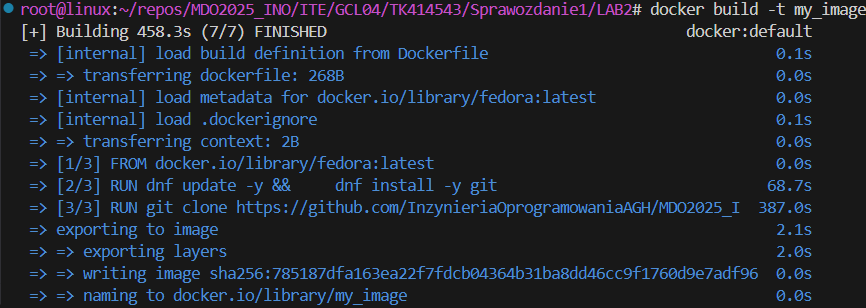 root@linux:~/repos/MDO2025_INO/ITE/GCL04/TK414543/Sprawozdanie1/LAB2# docker build -t my_image
[+] Building 458.3s (7/7) FINISHED docker:default
=> [internal] load build definition from Dockerfile 0.1s
=> => transferring dockerfile: 268B 0.0s
=> [internal] load metadata for docker.io/library/fedora:latest 0.0s
=> [internal] load .dockerignore 0.1s
=> => transferring context: 2B 0.0s
=> [1/3] FROM docker.io/library/fedora:latest 0.0s
=> [2/3] RUN dnf update -y &&     dnf install -y git 68.7s
=> [3/3] RUN git clone https://github.com/InzynieriaOprogramowaniaAGH/MDO2025_I 387.0s
=> exporting to image 2.1s
=> => exporting layers 2.0s
=> => writing image sha256:785187dfa163ea22f7fdcb04364b31ba8dd46cc9f1760d9e7adf96 0.0s
=> => naming to docker.io/library/my_image 0.0s